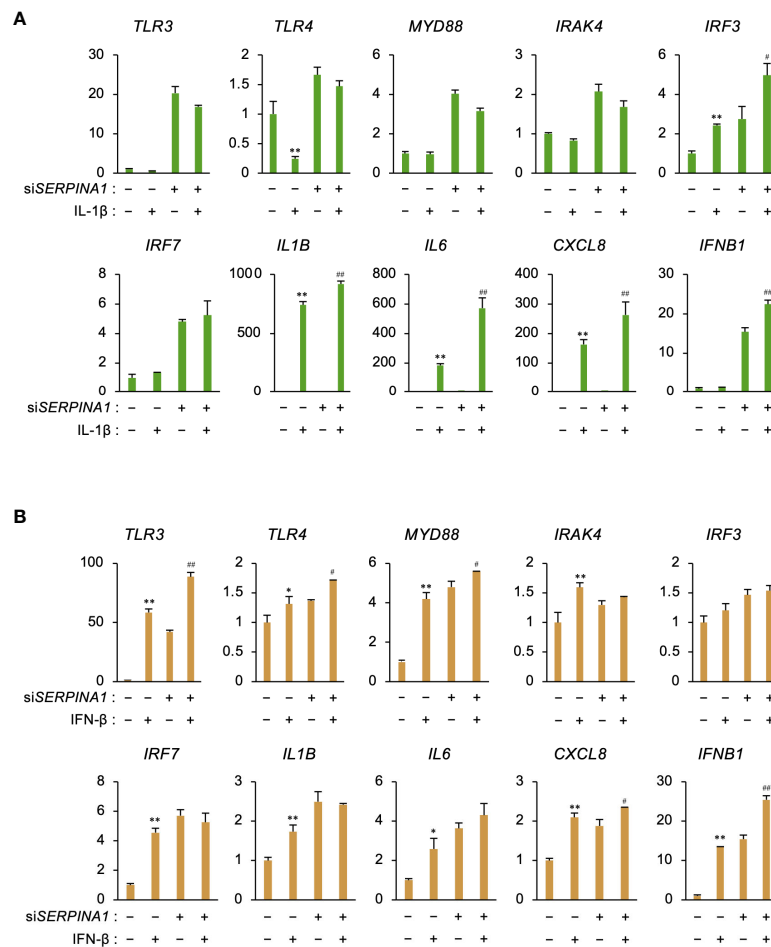 A
TLR3 TLR4 MYD88 IRAK4 IRF3
30 2 6 3 6
20 1.5 4 2 4
10 1 2 1 2
0.5
0 0 0 0 0
** ** #
siSERPINA1 : – – + + – – + + – – + + – – + + – – + +
IL-1β : – + – + – + – + – + – + – + – + – + – +
IRF7 IL1B IL6 CXCL8 IFNB1
8 1000 800 400 30
6 600 300 20
4 500 400 200
2 200 100 10
0 0 0 0 0
** ## ** ## ** ## ##
siSERPINA1 : – – + + – – + + – – + + – – + + – – + +
IL-1β : – + – + – + – + – + – + – + – + – + – +
B
TLR3 TLR4 MYD88 IRAK4 IRF3
100 2 6 2 2
1.5 4 1.5 1.5
50 1 1 1
0.5 2 0.5 0.5
0 0 0 0 0
** ## * # ** # **
siSERPINA1 : – – + + – – + + – – + + – – + + – – + +
IFN-β : – + – + – + – + – + – + – + – + – + – +
IRF7 IL1B IL6 CXCL8 IFNB1
8 3 6 3 30
6 2 4 2 20
4
2 1 2 1 10
0 0 0 0 0
** ** * ** # ** ##
siSERPINA1 : – – + + – – + + – – + + – – + + – – + +
IFN-β : – + – + – + – + – + – + – + – + – + – +